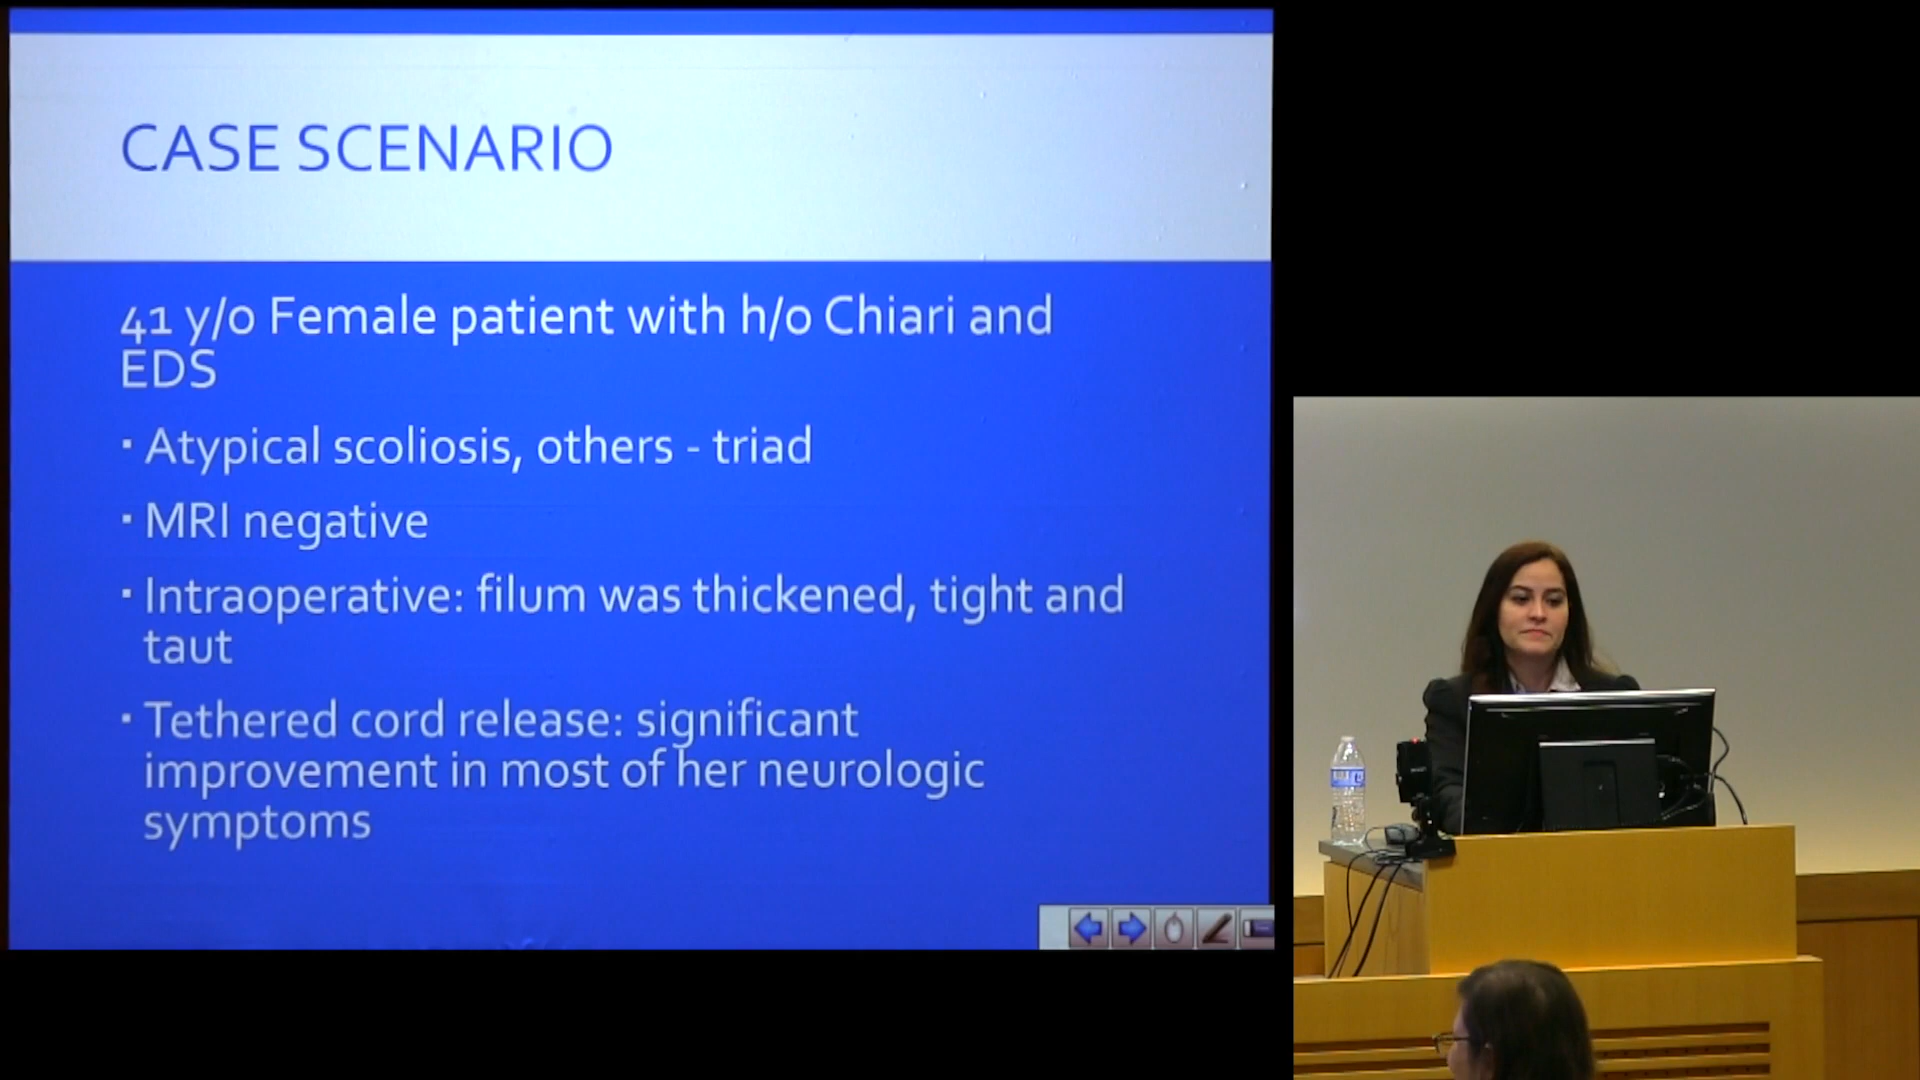 CASE SCENARIO
41 y/o Female patient with h/o Chiari and
EDS
▪ Atypical scoliosis, others - triad
▪ MRI negative
▪ Intraoperative: filum was thickened, tight and
taut
▪ Tethered cord release: significant
improvement in most of her neurologic
symptoms